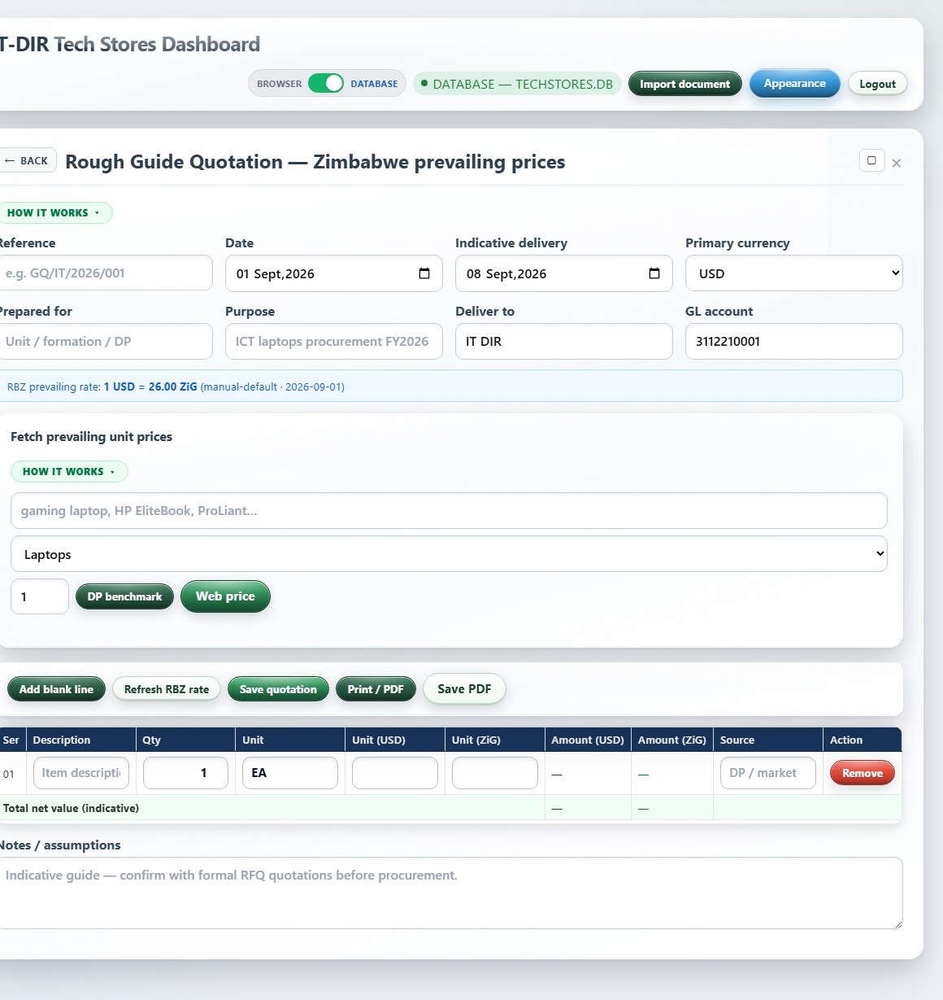 T-DIR Tech Stores Dashboard
BROWSER DATABASE DATABASE — TECHSTORES.DB Import document Appearance Logout
← BACK Rough Guide Quotation — Zimbabwe prevailing prices ×
HOW IT WORKS
Reference Date Indicative delivery Primary currency
e.g. GQ/IT/2026/001 01 Sept,2026 08 Sept,2026 USD
Prepared for Purpose Deliver to GL account
Unit / formation / DP ICT laptops procurement FY2026 IT DIR 3112210001
RBZ prevailing rate: 1 USD = 26.00 ZiG (manual-default · 2026-09-01)
Fetch prevailing unit prices
HOW IT WORKS
gaming laptop, HP EliteBook, ProLiant...
Laptops
1 DP benchmark Web price
Add blank line Refresh RBZ rate Save quotation Print / PDF Save PDF
Ser Description Qty Unit Unit (USD) Unit (ZiG) Amount (USD) Amount (ZiG) Source Action
01 Item descripti 1 EA — — DP / market Remove
Total net value (indicative) — —
Notes / assumptions
Indicative guide — confirm with formal RFQ quotations before procurement.